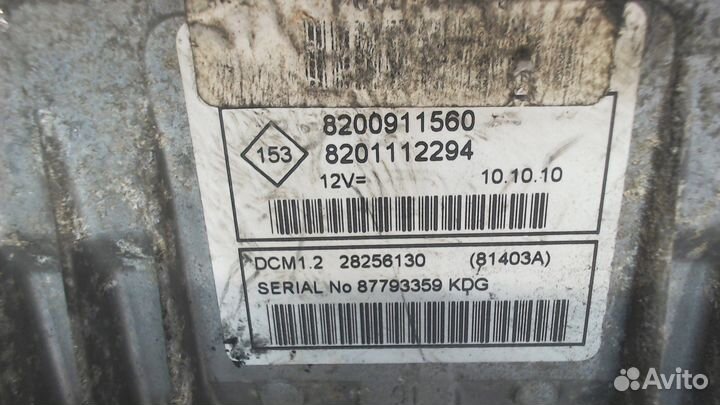 8200911560
153
8201112294
12V= 10.10.10
DCM1.2 28256130 (81403A)
SERIAL No 87793359 KDG
Avito